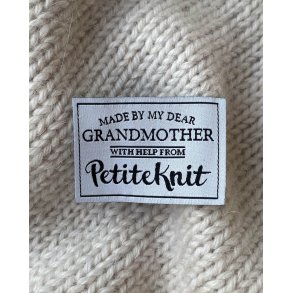 MADE BY MY DEAR
GRANDMOTHER
WITH HELP FROM
PetiteKnit